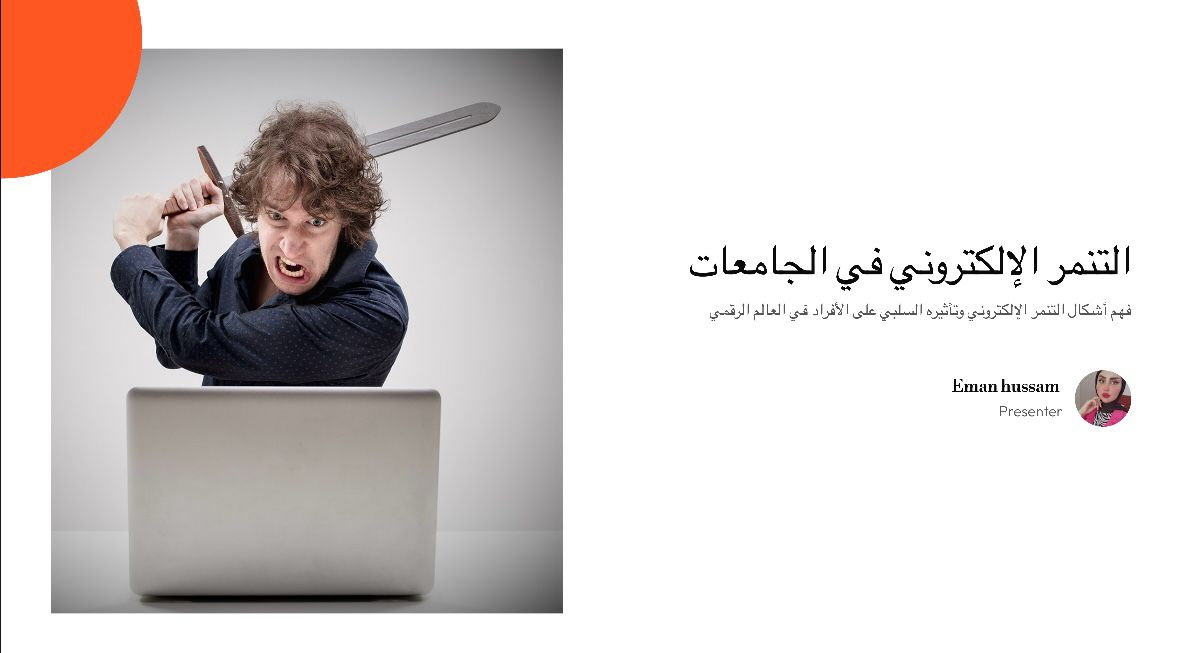 التنمر الإلكتروني في الجامعات
فهم أشكال التنمر الإلكتروني وتأثيره السلبي على الأفراد في العالم الرقمي
Eman hussam
Presenter